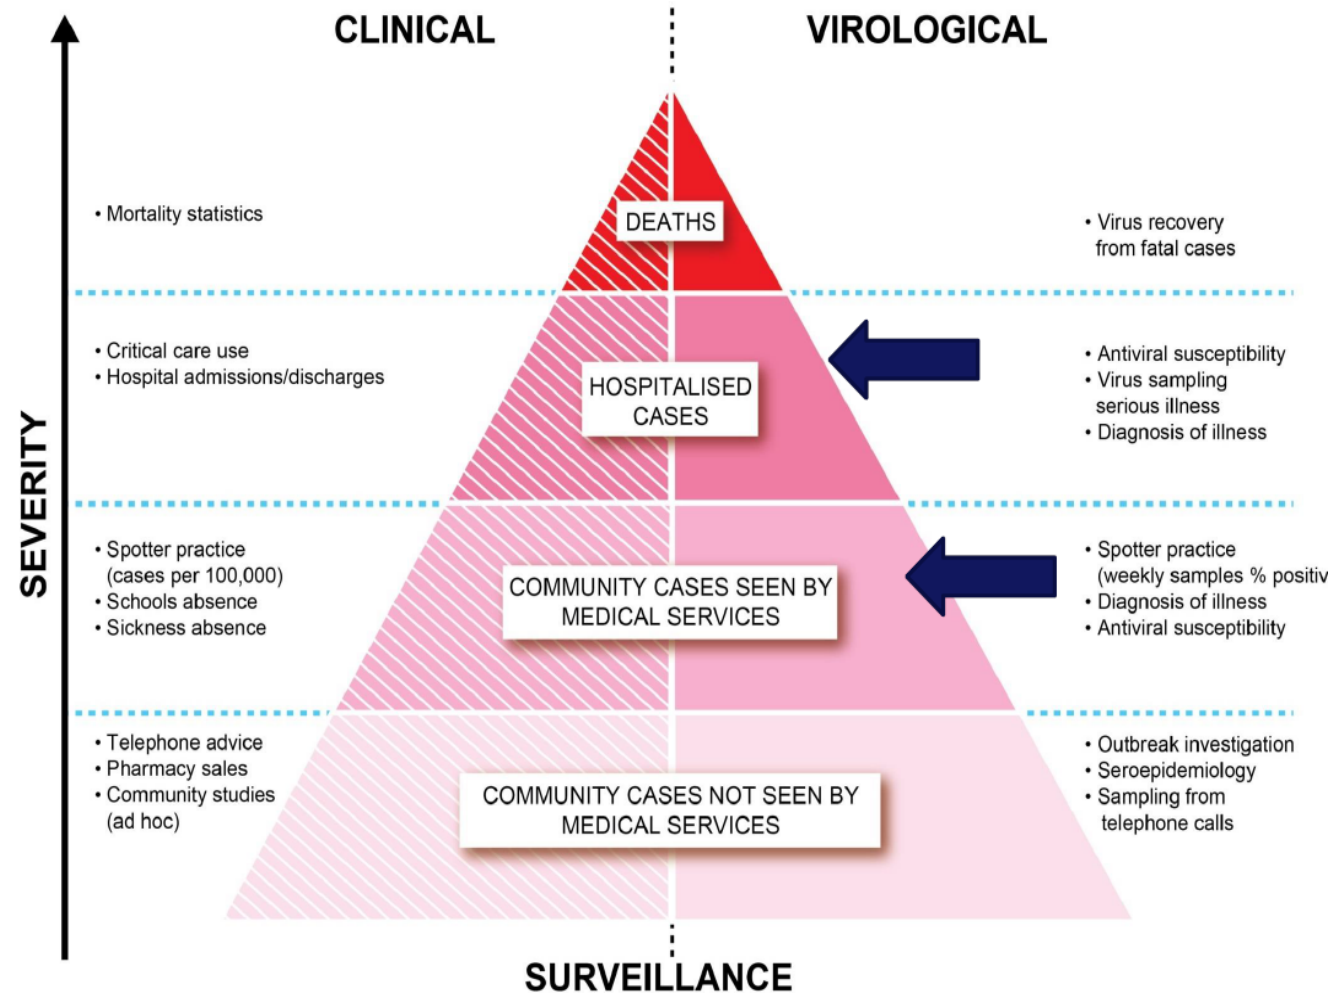 CLINICAL
VIROLOGICAL
SEVERITY
• Mortality statistics
DEATHS
• Virus recovery
from fatal cases
• Critical care use
• Hospital admissions/discharges
HOSPITALISED
CASES
• Antiviral susceptibility
• Virus sampling
serious illness
• Diagnosis of illness
• Spotter practice
(cases per 100,000)
• Schools absence
• Sickness absence
COMMUNITY CASES SEEN BY
MEDICAL SERVICES
• Spotter practice
(weekly samples % positiv
• Diagnosis of illness
• Antiviral susceptibility
• Telephone advice
• Pharmacy sales
• Community studies
(ad hoc)
COMMUNITY CASES NOT SEEN BY
MEDICAL SERVICES
• Outbreak investigation
• Seroepidemiology
• Sampling from
telephone calls
SURVEILLANCE